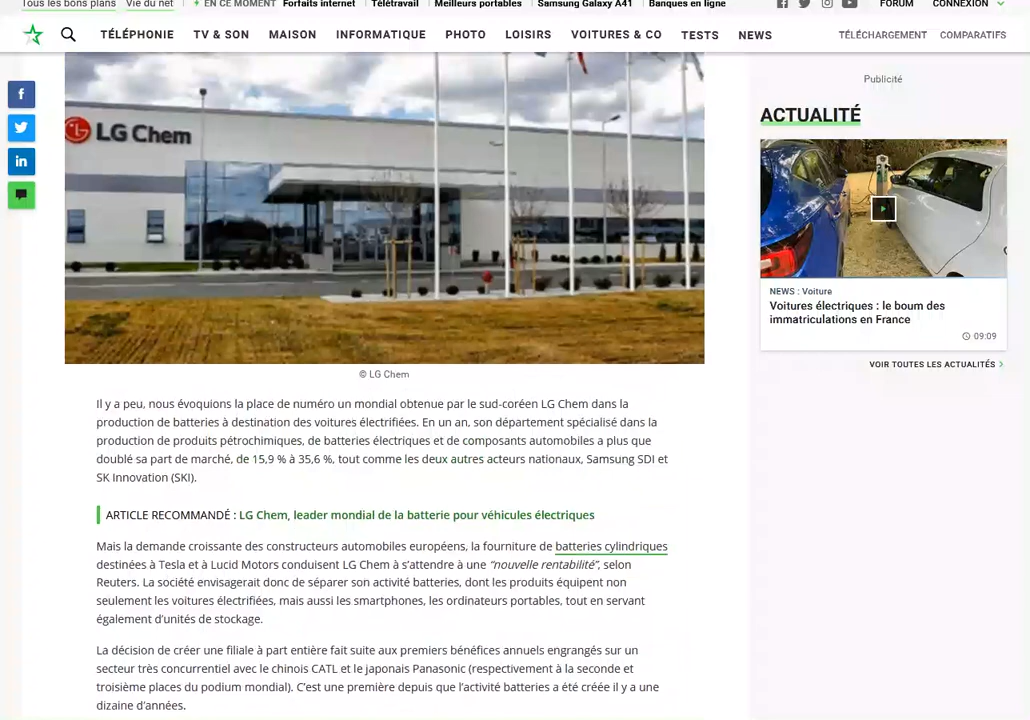 Tous les bons plans Vie du net EN CE MOMENT Forfaits internet Télétravail Meilleurs portables Samsung Galaxy A41 Banques en ligne FORUM CONNEXION
TÉLÉPHONIE TV & SON MAISON INFORMATIQUE PHOTO LOISIRS VOITURES & CO TESTS NEWS TÉLÉCHARGEMENT COMPARATIFS
LG Chem
© LG Chem
Il y a peu, nous évoquions la place de numéro un mondial obtenue par le sud-coréen LG Chem dans la
production de batteries à destination des voitures électrifiées. En un an, son département spécialisé dans la
production de produits pétrochimiques, de batteries électriques et de composants automobiles a plus que
doublé sa part de marché, de 15,9 % à 35,6 %, tout comme les deux autres acteurs nationaux, Samsung SDI et
SK Innovation (SKI).
ARTICLE RECOMMANDÉ : LG Chem, leader mondial de la batterie pour véhicules électriques
Mais la demande croissante des constructeurs automobiles européens, la fourniture de batteries cylindriques
destinées à Tesla et à Lucid Motors conduisent LG Chem à s’attendre à une “nouvelle rentabilité”, selon
Reuters. La société envisagerait donc de séparer son activité batteries, dont les produits équipent non
seulement les voitures électrifiées, mais aussi les smartphones, les ordinateurs portables, tout en servant
également d’unités de stockage.
La décision de créer une filiale à part entière fait suite aux premiers bénéfices annuels engrangés sur un
secteur très concurrentiel avec le chinois CATL et le japonais Panasonic (respectivement à la seconde et
troisième places du podium mondial). C’est une première depuis que l’activité batteries a été créée il y a une
dizaine d’années.
Publicité
ACTUALITÉ
NEWS : Voiture
Voitures électriques : le boum des
immatriculations en France
09:09
VOIR TOUTES LES ACTUALITÉS